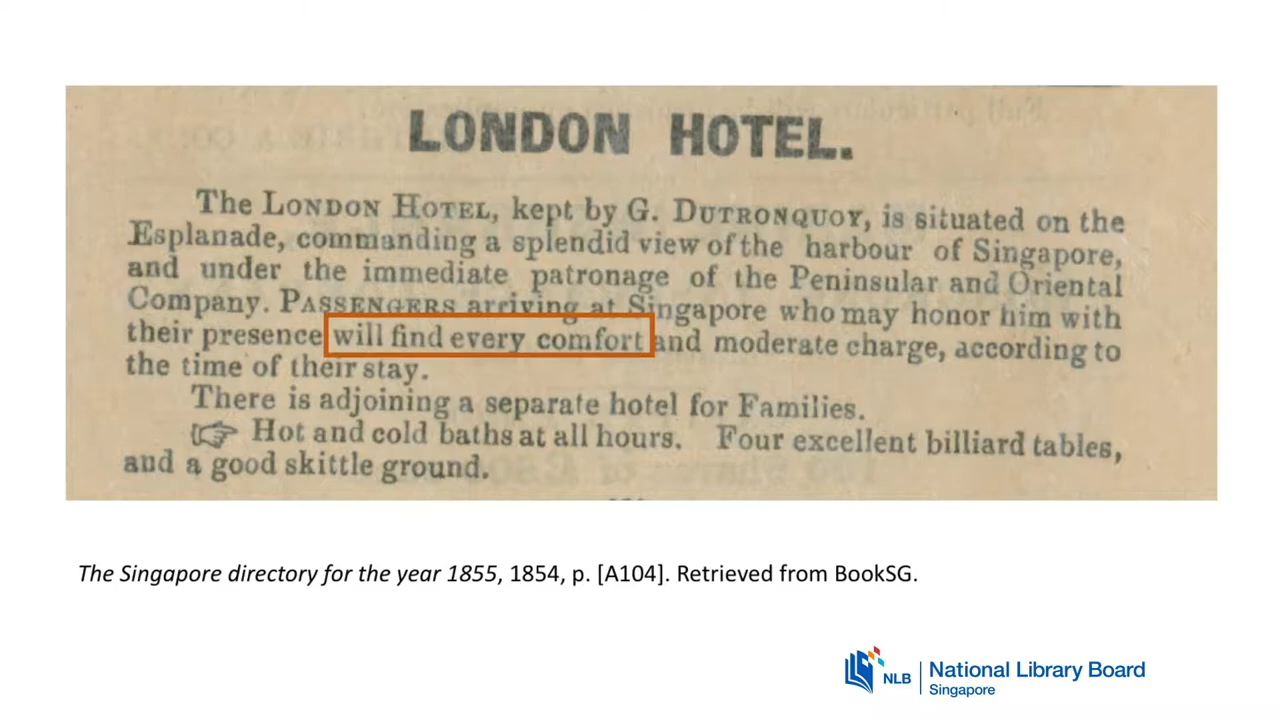 LONDON HOTEL.
The LONDON HOTEL, kept by G. DUTRONQUOY, is situated on the
Esplanade, commanding a splendid view of the harbour of Singapore,
and under the immediate patronage of the Peninsular and Oriental
Company. PASSENGERS arriving at Singapore who may honor him with
their presence will find every comfort and moderate charge, according to
the time of their stay.
There is adjoining a separate hotel for Families.
☞ Hot and cold baths at all hours. Four excellent billiard tables,
and a good skittle ground.
The Singapore directory for the year 1855, 1854, p. [A104]. Retrieved from BookSG.
NLB National Library Board
Singapore